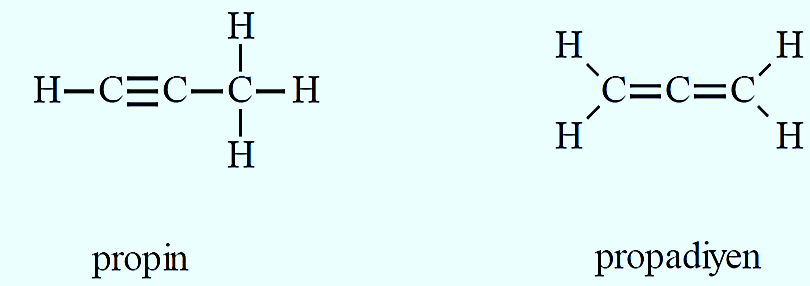 H
H—C≡C—C—H
H
H H
C=C=C
H H
propin
propadiyen